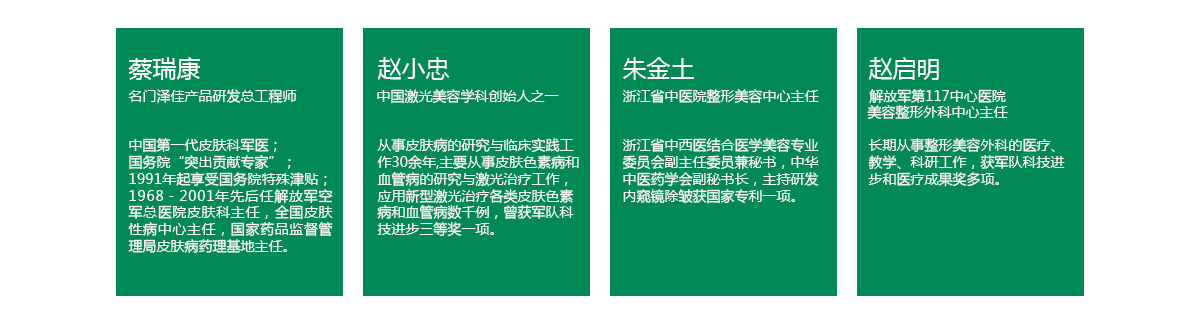 蔡瑞康
名门泽佳产品研发总工程师
中国第一代皮肤科军医；
国务院“突出贡献专家”；
1991年起享受国务院特殊津贴；
1968－2001年先后任解放军空
军总医院皮肤科主任，全国皮肤
性病中心主任，国家药品监督管
理局皮肤病药理基地主任。
赵小忠
中国激光美容学科创始人之一
从事皮肤病的研究与临床实践工
作30余年,主要从事皮肤色素病和
血管病的研究与激光治疗工作，
应用新型激光治疗各类皮肤色素
病和血管病数千例，曾获军队科
技进步三等奖一项。
朱金土
浙江省中医院整形美容中心主任
浙江省中西医结合医学美容专业
委员会副主任委员兼秘书，中华
中医药学会副秘书长，主持研发
内窥镜除皱获国家专利一项。
赵启明
解放军第117中心医院
美容整形外科中心主任
长期从事整形美容外科的医疗、
教学、科研工作，获军队科技进
步和医疗成果奖多项。